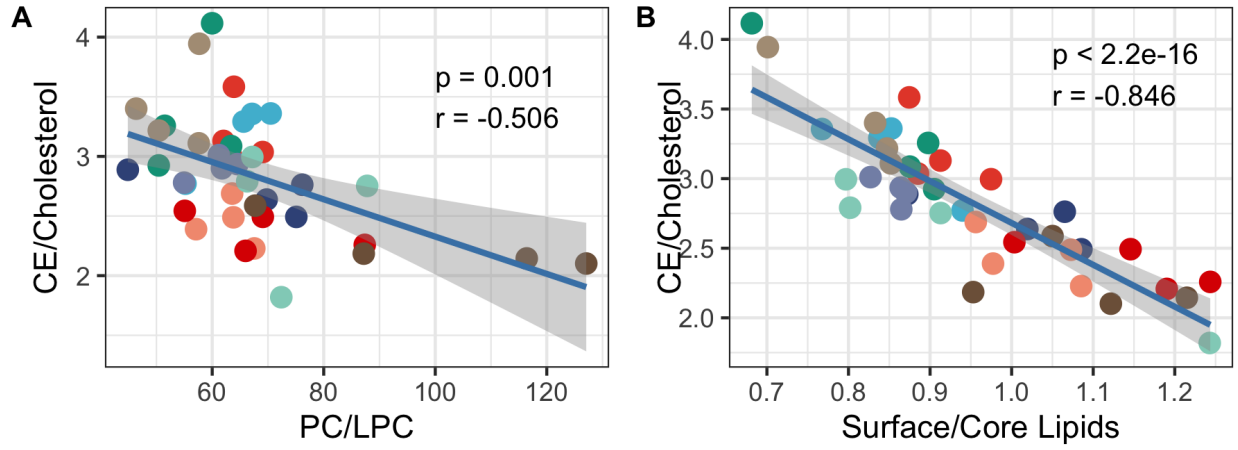 A
CE/Cholesterol
4
3
2
p = 0.001
r = -0.506
60
80
100
120
PC/LPC
B
CE/Cholesterol
4.0
3.5
3.0
2.5
2.0
p < 2.2e-16
r = -0.846
0.7
0.8
0.9
1.0
1.1
1.2
Surface/Core Lipids